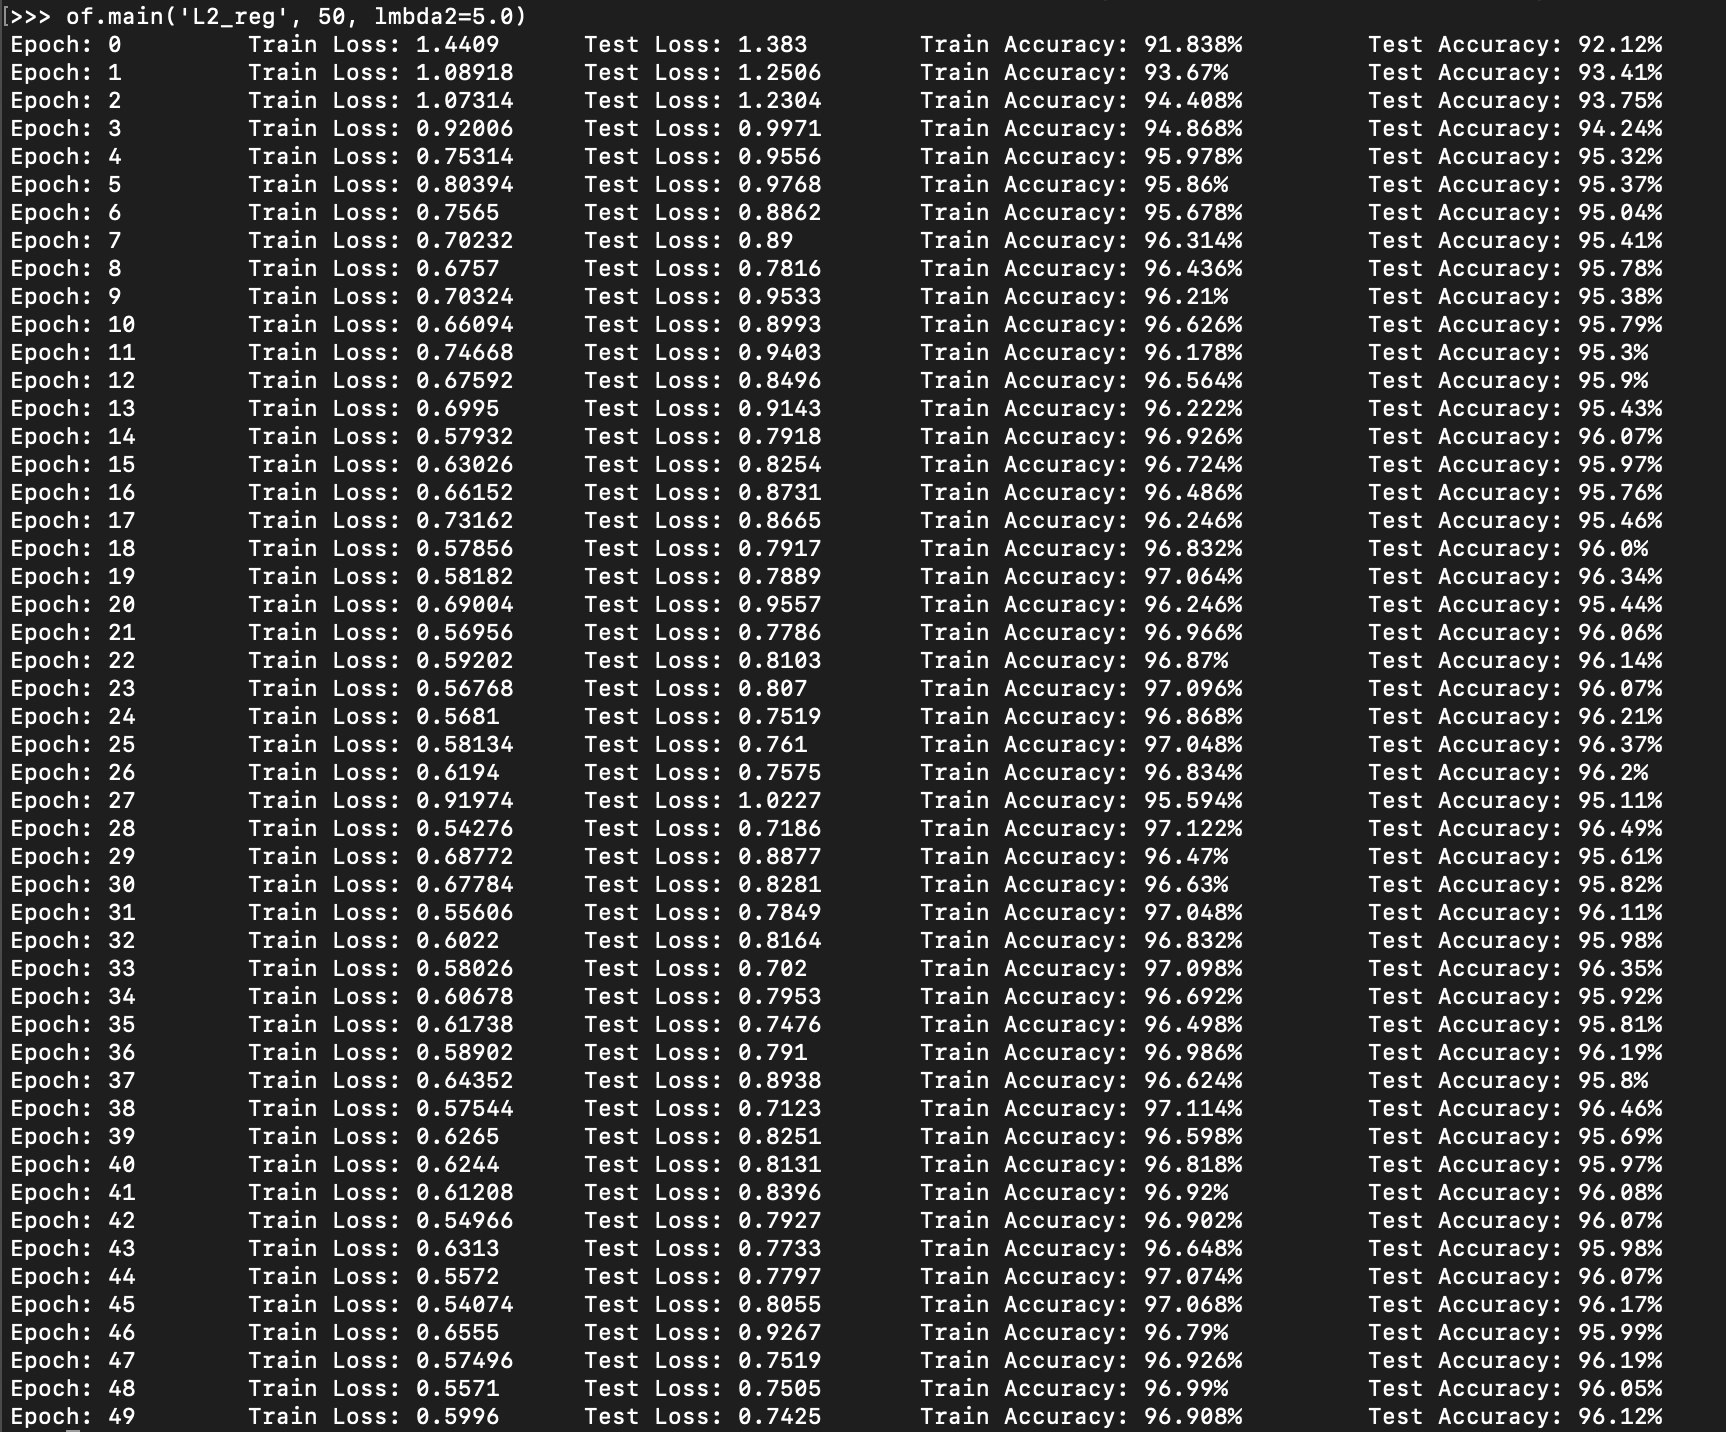 [>>> of.main('L2_reg', 50, lmbda2=5.0)
Epoch: 0 Train Loss: 1.4409 Test Loss: 1.383 Train Accuracy: 91.838% Test Accuracy: 92.12%
Epoch: 1 Train Loss: 1.08918 Test Loss: 1.2506 Train Accuracy: 93.67% Test Accuracy: 93.41%
Epoch: 2 Train Loss: 1.07314 Test Loss: 1.2304 Train Accuracy: 94.408% Test Accuracy: 93.75%
Epoch: 3 Train Loss: 0.92006 Test Loss: 0.9971 Train Accuracy: 94.868% Test Accuracy: 94.24%
Epoch: 4 Train Loss: 0.75314 Test Loss: 0.9556 Train Accuracy: 95.978% Test Accuracy: 95.32%
Epoch: 5 Train Loss: 0.80394 Test Loss: 0.9768 Train Accuracy: 95.86% Test Accuracy: 95.37%
Epoch: 6 Train Loss: 0.7565 Test Loss: 0.8862 Train Accuracy: 95.678% Test Accuracy: 95.04%
Epoch: 7 Train Loss: 0.70232 Test Loss: 0.89 Train Accuracy: 96.314% Test Accuracy: 95.41%
Epoch: 8 Train Loss: 0.6757 Test Loss: 0.7816 Train Accuracy: 96.436% Test Accuracy: 95.78%
Epoch: 9 Train Loss: 0.70324 Test Loss: 0.9533 Train Accuracy: 96.21% Test Accuracy: 95.38%
Epoch: 10 Train Loss: 0.66094 Test Loss: 0.8993 Train Accuracy: 96.626% Test Accuracy: 95.79%
Epoch: 11 Train Loss: 0.74668 Test Loss: 0.9403 Train Accuracy: 96.178% Test Accuracy: 95.3%
Epoch: 12 Train Loss: 0.67592 Test Loss: 0.8496 Train Accuracy: 96.564% Test Accuracy: 95.9%
Epoch: 13 Train Loss: 0.6995 Test Loss: 0.9143 Train Accuracy: 96.222% Test Accuracy: 95.43%
Epoch: 14 Train Loss: 0.57932 Test Loss: 0.7918 Train Accuracy: 96.926% Test Accuracy: 96.07%
Epoch: 15 Train Loss: 0.63026 Test Loss: 0.8254 Train Accuracy: 96.724% Test Accuracy: 95.97%
Epoch: 16 Train Loss: 0.66152 Test Loss: 0.8731 Train Accuracy: 96.486% Test Accuracy: 95.76%
Epoch: 17 Train Loss: 0.73162 Test Loss: 0.8665 Train Accuracy: 96.246% Test Accuracy: 95.46%
Epoch: 18 Train Loss: 0.57856 Test Loss: 0.7917 Train Accuracy: 96.832% Test Accuracy: 96.0%
Epoch: 19 Train Loss: 0.58182 Test Loss: 0.7889 Train Accuracy: 97.064% Test Accuracy: 96.34%
Epoch: 20 Train Loss: 0.69004 Test Loss: 0.9557 Train Accuracy: 96.246% Test Accuracy: 95.44%
Epoch: 21 Train Loss: 0.56956 Test Loss: 0.7786 Train Accuracy: 96.966% Test Accuracy: 96.06%
Epoch: 22 Train Loss: 0.59202 Test Loss: 0.8103 Train Accuracy: 96.87% Test Accuracy: 96.14%
Epoch: 23 Train Loss: 0.56768 Test Loss: 0.807 Train Accuracy: 97.096% Test Accuracy: 96.07%
Epoch: 24 Train Loss: 0.5681 Test Loss: 0.7519 Train Accuracy: 96.868% Test Accuracy: 96.21%
Epoch: 25 Train Loss: 0.58134 Test Loss: 0.761 Train Accuracy: 97.048% Test Accuracy: 96.37%
Epoch: 26 Train Loss: 0.6194 Test Loss: 0.7575 Train Accuracy: 96.834% Test Accuracy: 96.2%
Epoch: 27 Train Loss: 0.91974 Test Loss: 1.0227 Train Accuracy: 95.594% Test Accuracy: 95.11%
Epoch: 28 Train Loss: 0.54276 Test Loss: 0.7186 Train Accuracy: 97.122% Test Accuracy: 96.49%
Epoch: 29 Train Loss: 0.68772 Test Loss: 0.8877 Train Accuracy: 96.47% Test Accuracy: 95.61%
Epoch: 30 Train Loss: 0.67784 Test Loss: 0.8281 Train Accuracy: 96.63% Test Accuracy: 95.82%
Epoch: 31 Train Loss: 0.55606 Test Loss: 0.7849 Train Accuracy: 97.048% Test Accuracy: 96.11%
Epoch: 32 Train Loss: 0.6022 Test Loss: 0.8164 Train Accuracy: 96.832% Test Accuracy: 95.98%
Epoch: 33 Train Loss: 0.58026 Test Loss: 0.702 Train Accuracy: 97.098% Test Accuracy: 96.35%
Epoch: 34 Train Loss: 0.60678 Test Loss: 0.7953 Train Accuracy: 96.692% Test Accuracy: 95.92%
Epoch: 35 Train Loss: 0.61738 Test Loss: 0.7476 Train Accuracy: 96.498% Test Accuracy: 95.81%
Epoch: 36 Train Loss: 0.58902 Test Loss: 0.791 Train Accuracy: 96.986% Test Accuracy: 96.19%
Epoch: 37 Train Loss: 0.64352 Test Loss: 0.8938 Train Accuracy: 96.624% Test Accuracy: 95.8%
Epoch: 38 Train Loss: 0.57544 Test Loss: 0.7123 Train Accuracy: 97.114% Test Accuracy: 96.46%
Epoch: 39 Train Loss: 0.6265 Test Loss: 0.8251 Train Accuracy: 96.598% Test Accuracy: 95.69%
Epoch: 40 Train Loss: 0.6244 Test Loss: 0.8131 Train Accuracy: 96.818% Test Accuracy: 95.97%
Epoch: 41 Train Loss: 0.61208 Test Loss: 0.8396 Train Accuracy: 96.92% Test Accuracy: 96.08%
Epoch: 42 Train Loss: 0.54966 Test Loss: 0.7927 Train Accuracy: 96.902% Test Accuracy: 96.07%
Epoch: 43 Train Loss: 0.6313 Test Loss: 0.7733 Train Accuracy: 96.648% Test Accuracy: 95.98%
Epoch: 44 Train Loss: 0.5572 Test Loss: 0.7797 Train Accuracy: 97.074% Test Accuracy: 96.07%
Epoch: 45 Train Loss: 0.54074 Test Loss: 0.8055 Train Accuracy: 97.068% Test Accuracy: 96.17%
Epoch: 46 Train Loss: 0.6555 Test Loss: 0.9267 Train Accuracy: 96.79% Test Accuracy: 95.99%
Epoch: 47 Train Loss: 0.57496 Test Loss: 0.7519 Train Accuracy: 96.926% Test Accuracy: 96.19%
Epoch: 48 Train Loss: 0.5571 Test Loss: 0.7505 Train Accuracy: 96.99% Test Accuracy: 96.05%
Epoch: 49 Train Loss: 0.5996 Test Loss: 0.7425 Train Accuracy: 96.908% Test Accuracy: 96.12%